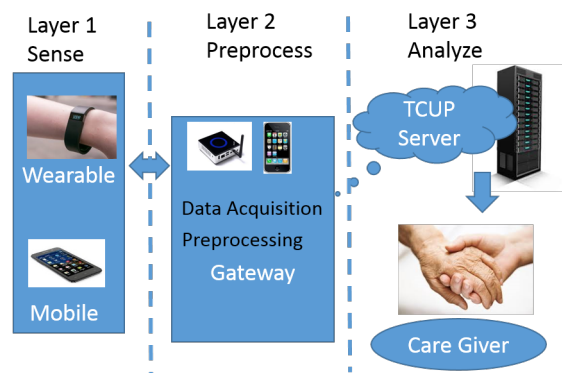 Layer 1
Sense
Wearable
Mobile
Layer 2
Preprocess
Data Acquisition
Preprocessing
Gateway
Layer 3
Analyze
TCUP
Server
Care Giver